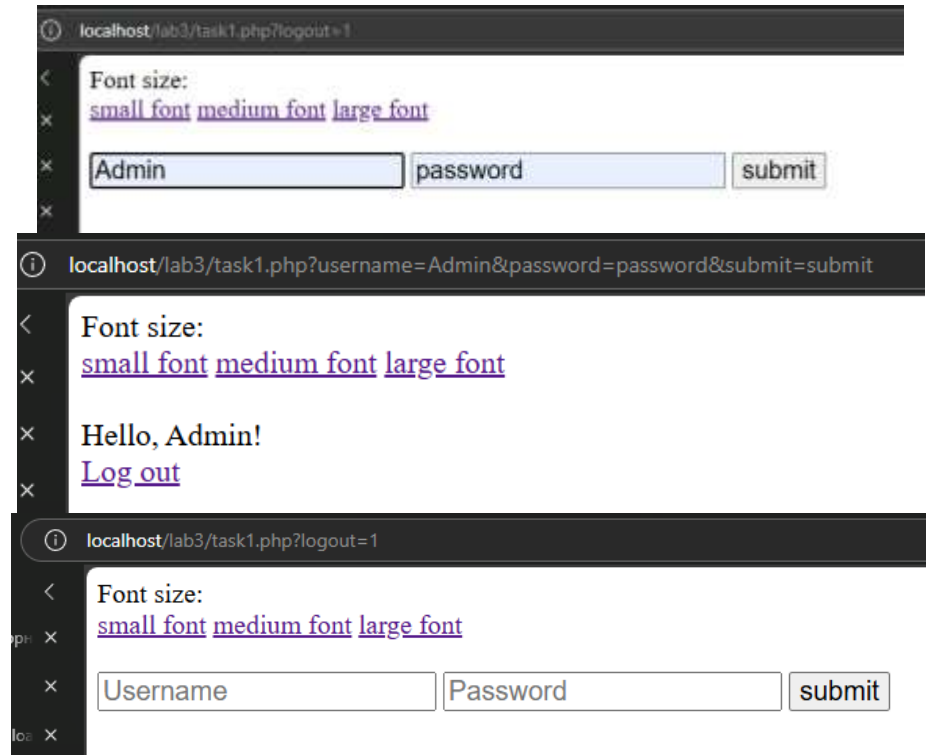 localhost/lab3/task1.php?logout=1
Font size:
small font medium font large font
Admin password submit
localhost/lab3/task1.php?username=Admin&password=password&submit=submit
Font size:
small font medium font large font
Hello, Admin!
Log out
localhost/lab3/task1.php?logout=1
Font size:
small font medium font large font
Username Password submit